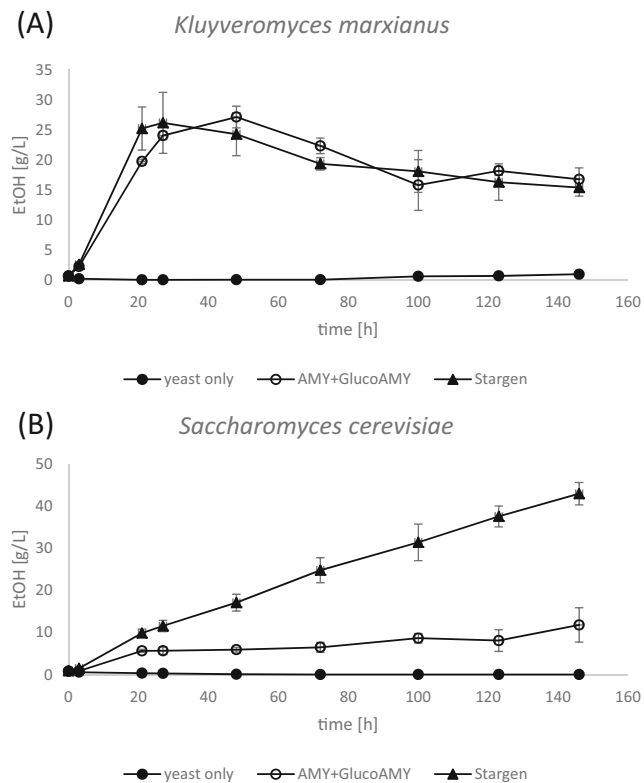 (A) Kluyveromyces marxianus
35
30
25
20
15
10
5
0
EtOH [g/L]
0 20 40 60 80 100 120 140 160
time [h]
yeast only AMY+GlucoAMY Stargen
(B) Saccharomyces cerevisiae
50
40
30
20
10
0
EtOH [g/L]
0 20 40 60 80 100 120 140 160
time [h]
yeast only AMY+GlucoAMY Stargen